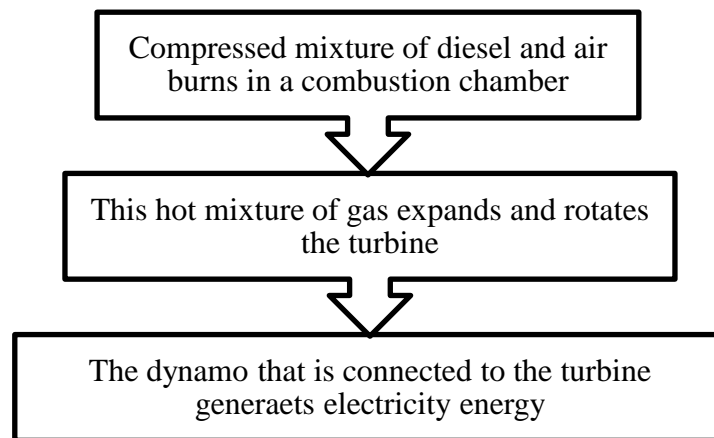 Compressed mixture of diesel and air
burns in a combustion chamber
This hot mixture of gas expands and rotates
the turbine
The dynamo that is connected to the turbine
generaets electricity energy